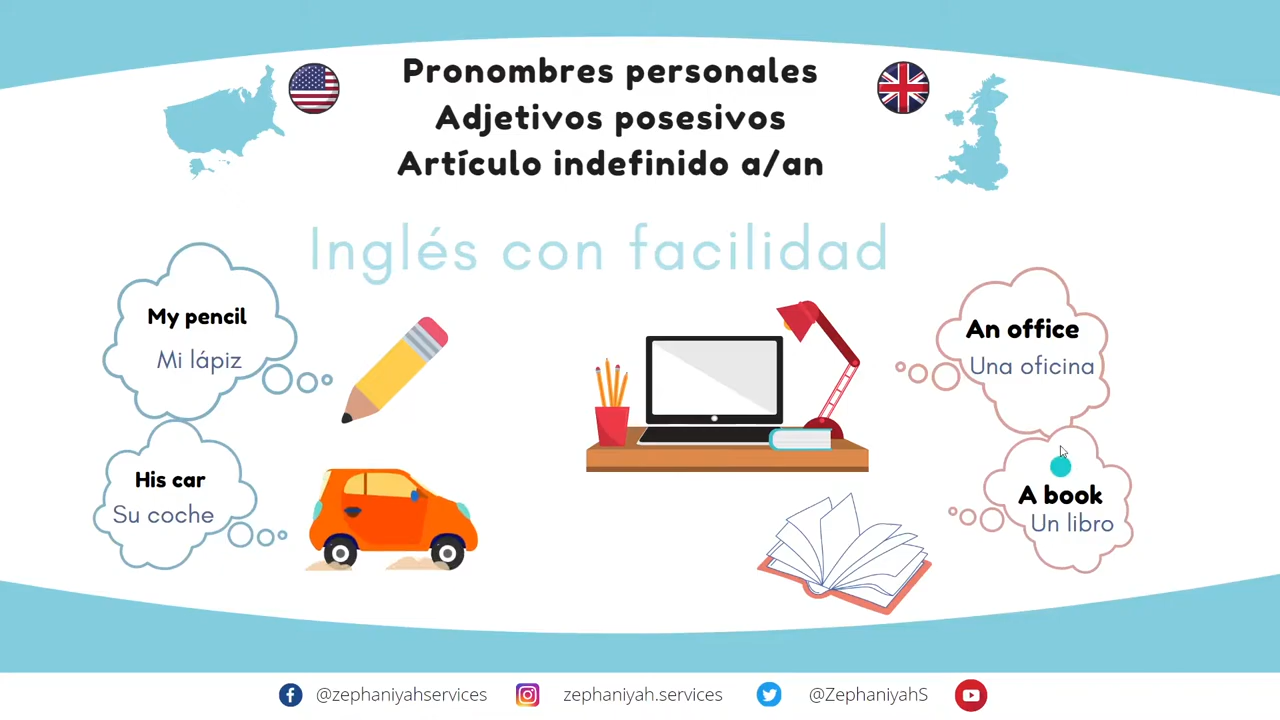 Pronombres personales
Adjetivos posesivos
Artículo indefinido a/an
Inglés con facilidad
My pencil
Mi lápiz
His car
Su coche
An office
Una oficina
A book
Un libro
@zephaniyahservices
zephaniyah.services
@ZephaniyahS